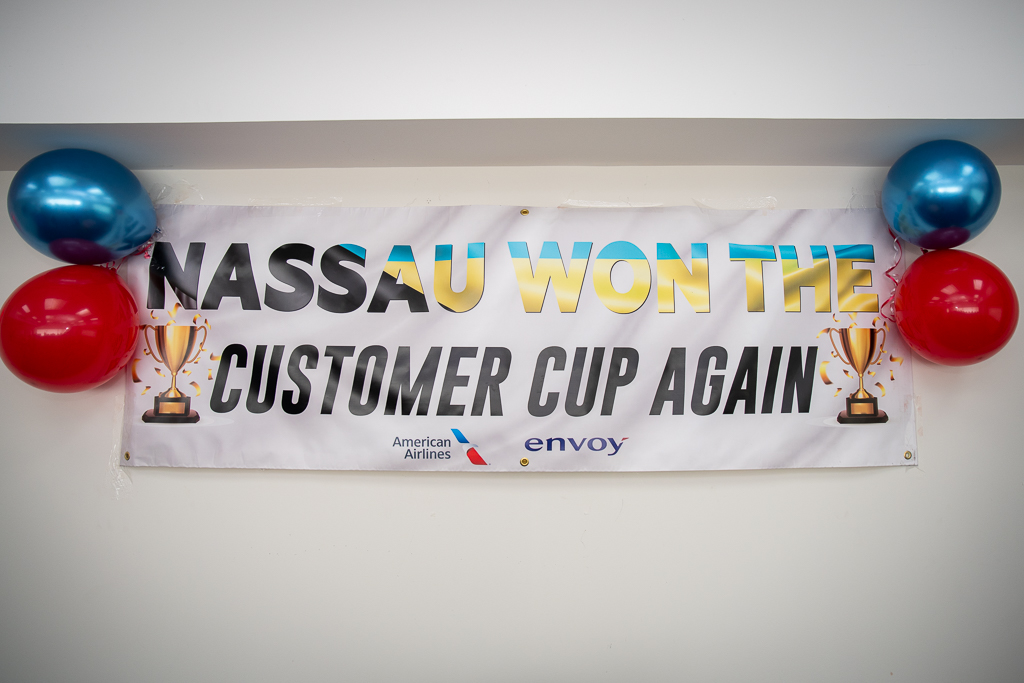 NASSAU WON THE
CUSTOMER CUP AGAIN
American
Airlines
envoy